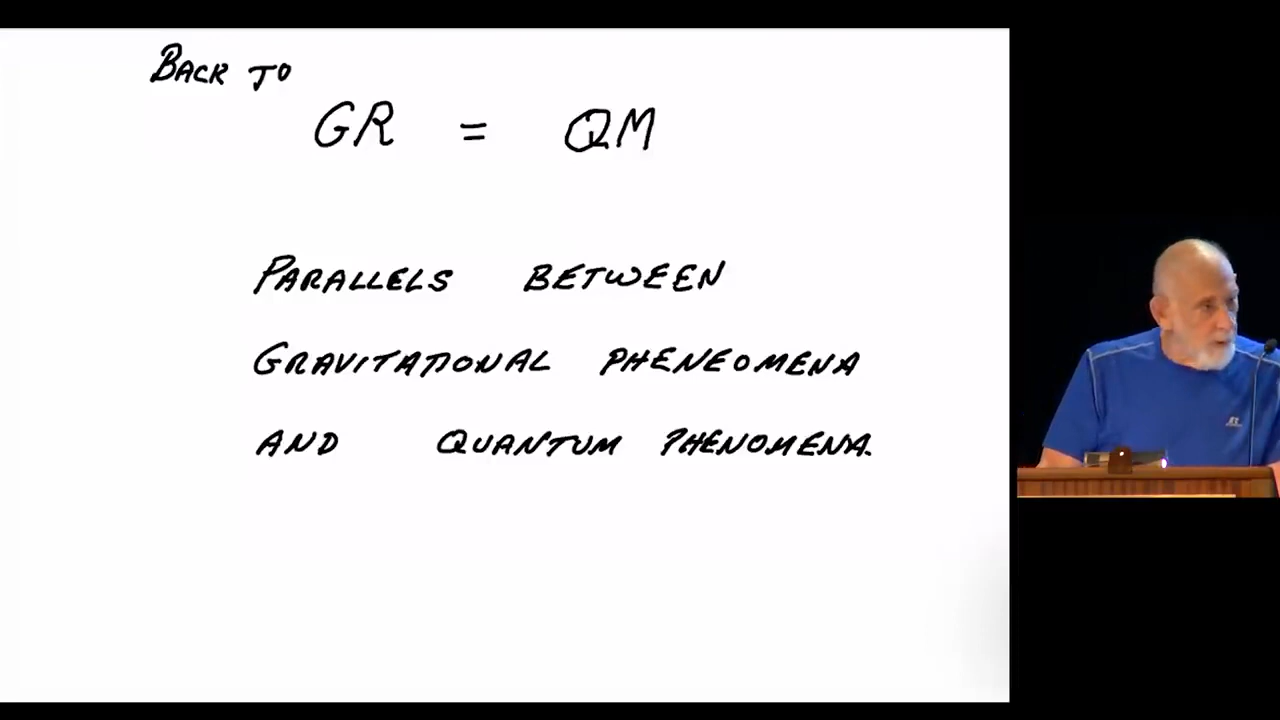 BACK TO
GR = QM
PARALLELS BETWEEN
GRAVITATIONAL PHENEOMENA
AND QUANTUM PHENOMENA.